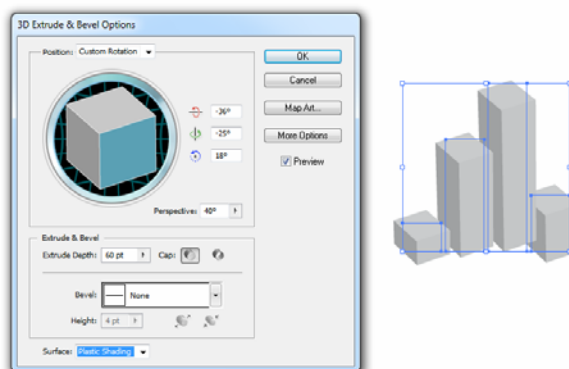 3D Extrude & Bevel Options
Position: Custom Rotation
OK
Cancel
-36°
Map Art...
-25°
More Options
18°
Preview
Perspective: 40°
Extrude & Bevel
Extrude Depth: 60 pt
Cap:
Bevel: None
Height: 4 pt
Surface: Plastic Shading